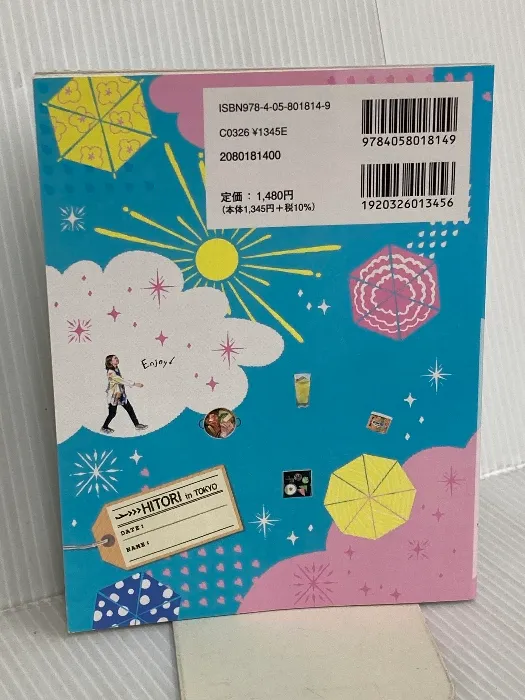 ISBN978-4-05-801814-9
C0326 ¥1345E
2080181400
定価：1,480円
（本体1,345円＋税10％）
9784058018149
1920326013456
Enjoy
HITORI in TOKYO
DATE:
NAME: